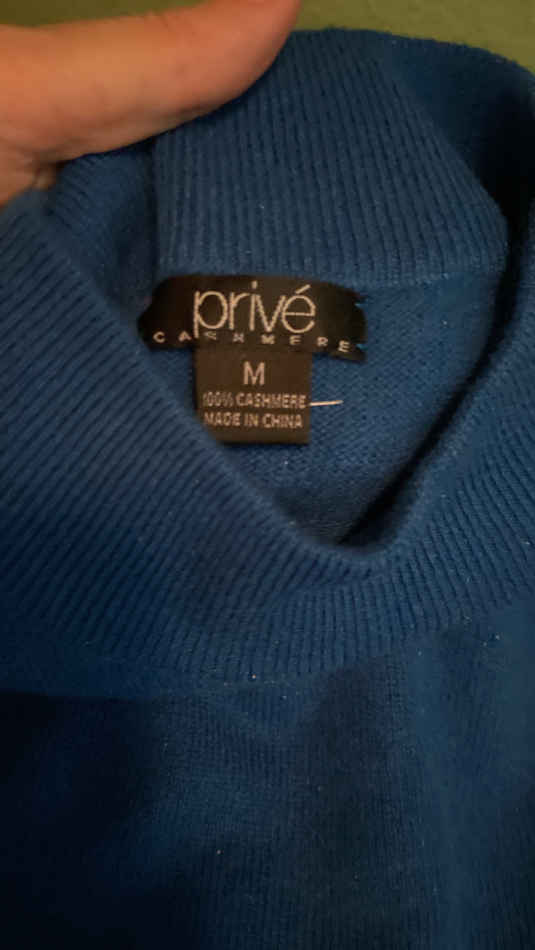 privé
CASHMERE
M
100% CASHMERE
MADE IN CHINA